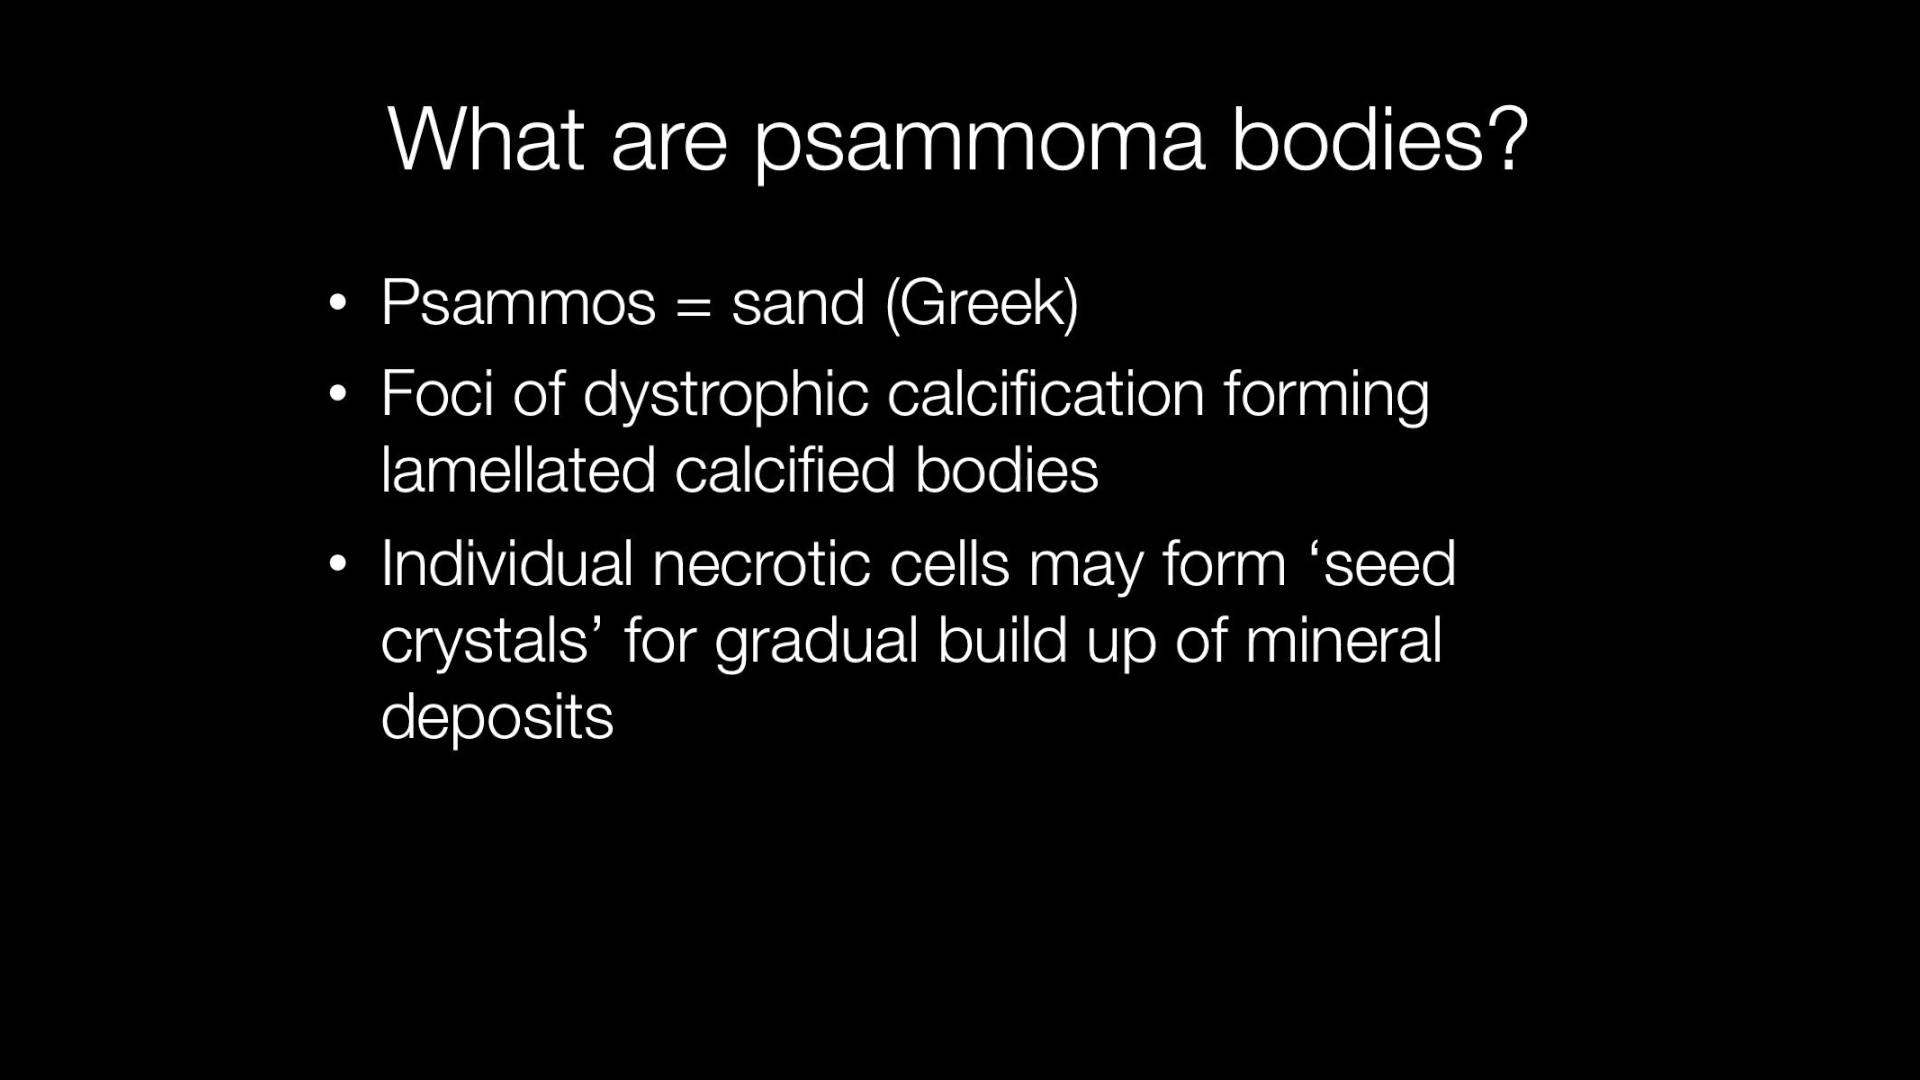 What are psammoma bodies?
• Psammos = sand (Greek)
• Foci of dystrophic calcification forming
lamellated calcified bodies
• Individual necrotic cells may form ‘seed
crystals’ for gradual build up of mineral
deposits